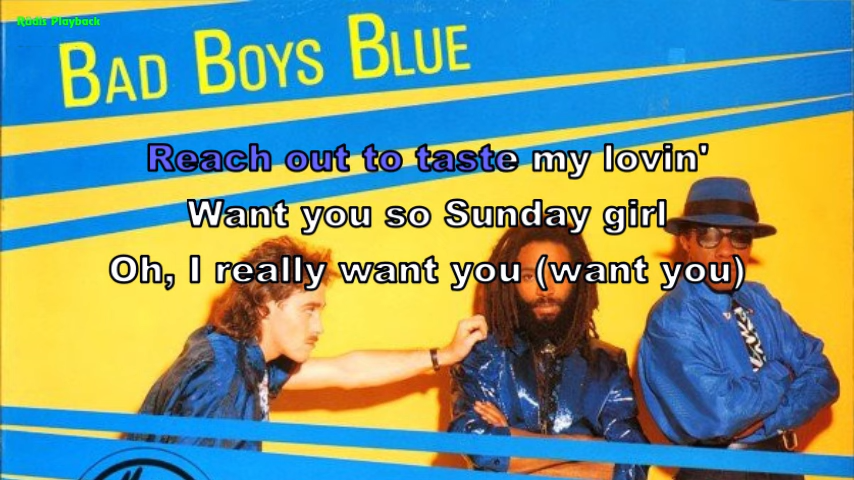 Rudis Playback
BAD BOYS BLUE
Reach out to taste my lovin'
Want you so Sunday girl
Oh, I really want you (want you)